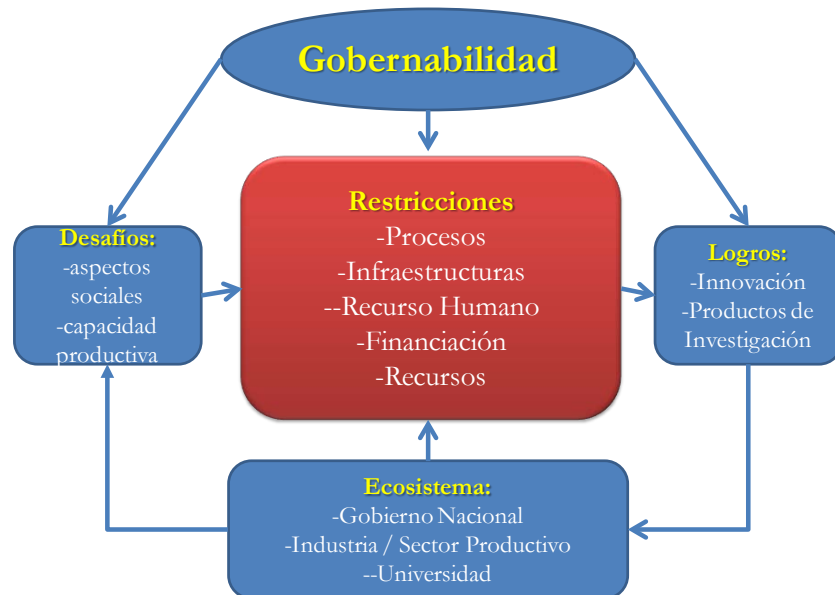 Gobernabilidad
Restricciones
-Procesos
-Infraestructuras
--Recurso Humano
-Financiación
-Recursos
Desafíos:
-aspectos
sociales
-capacidad
productiva
Logros:
-Innovación
-Productos de
Investigación
Ecosistema:
-Gobierno Nacional
-Industria / Sector Productivo
--Universidad